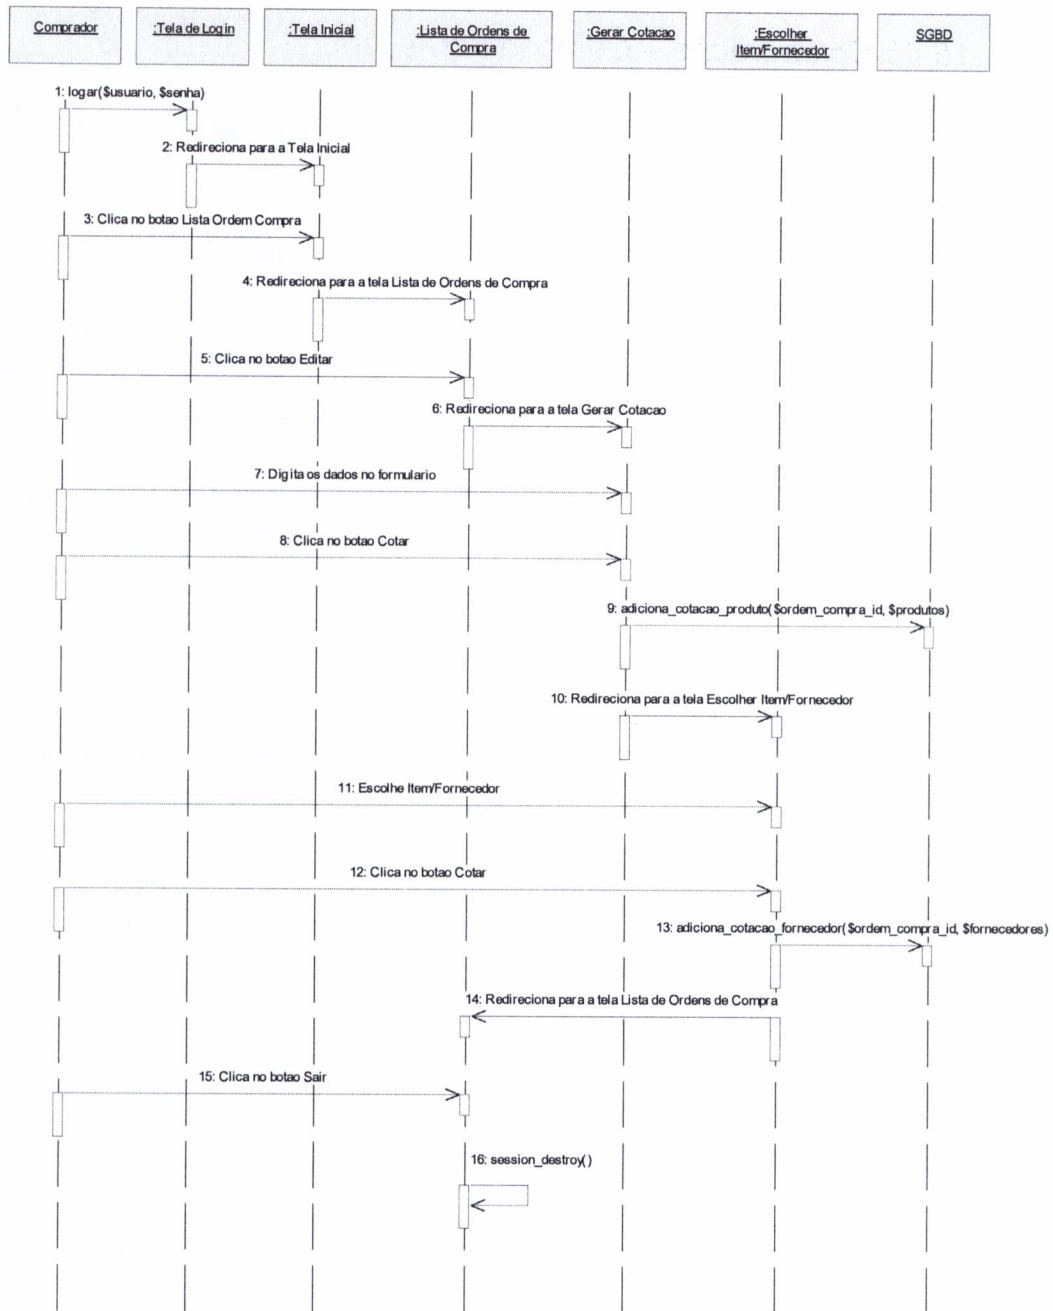 Comprador
:Tela de Login
:Tela Inicial
:Lista de Ordens de
Compra
:Gerar Cotacao
:Escolher
Item/Fornecedor
SGBD
1: logar($usuario, $senha)
2: Redireciona para a Tela Inicial
3: Clica no botao Lista Ordem Compra
4: Redireciona para a tela Lista de Ordens de Compra
5: Clica no botao Editar
6: Redireciona para a tela Gerar Cotacao
7: Digita os dados no formulario
8: Clica no botao Cotar
9: adiciona_cotacao_produto($ordem_compra_id, $produtos)
10: Redireciona para a tela Escolher Item/Fornecedor
11: Escolhe Item/Fornecedor
12: Clica no botao Cotar
13: adiciona_cotacao_fornecedor($ordem_compra_id, $fornecedores)
14: Redireciona para a tela Lista de Ordens de Compra
15: Clica no botao Sair
16: session_destroy()